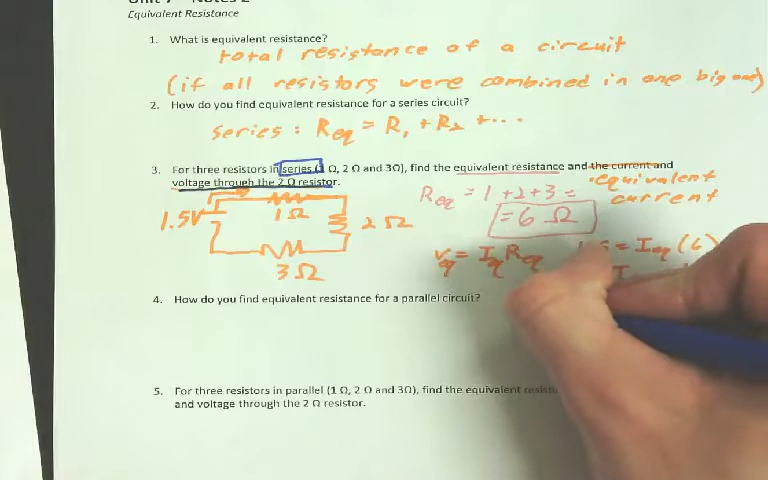 Equivalent Resistance
1. What is equivalent resistance?
total resistance of a circuit
(if all resistors were combined in one big one)
2. How do you find equivalent resistance for a series circuit?
series: Req = R1 + R2 + ...
3. For three resistors in series (1 Ω, 2 Ω and 3Ω), find the equivalent resistance and the current and
voltage through the 2 Ω resistor.
• equivalent
current
Req = 1 + 2 + 3 =
= 6 Ω
1.5V
1Ω
2Ω
3Ω
Veq = Ieq Req
= Ieq (6)
I
4. How do you find equivalent resistance for a parallel circuit?
5. For three resistors in parallel (1 Ω, 2 Ω and 3Ω), find the equivalent
and voltage through the 2 Ω resistor.